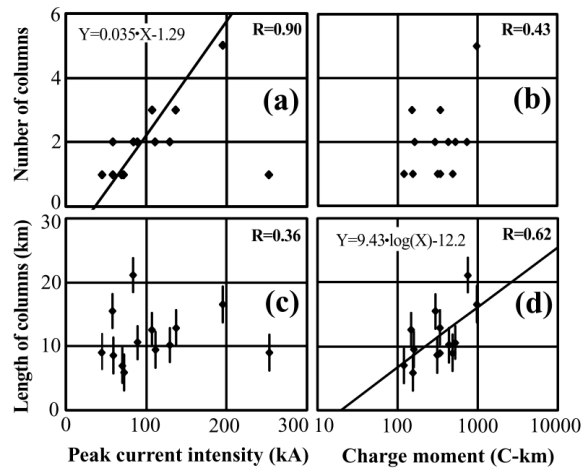 Y=0.035•X-1.29
R=0.90
R=0.43
6
4
2
0
Nunber of columns
(a)
(b)
Y=9.43•log(X)-12.2
R=0.36
R=0.62
30
20
10
0
Length of columns (km)
(c)
(d)
0 100 200 300
10 100 1000 10000
Peak current intensity (kA)
Charge moment (C-km)